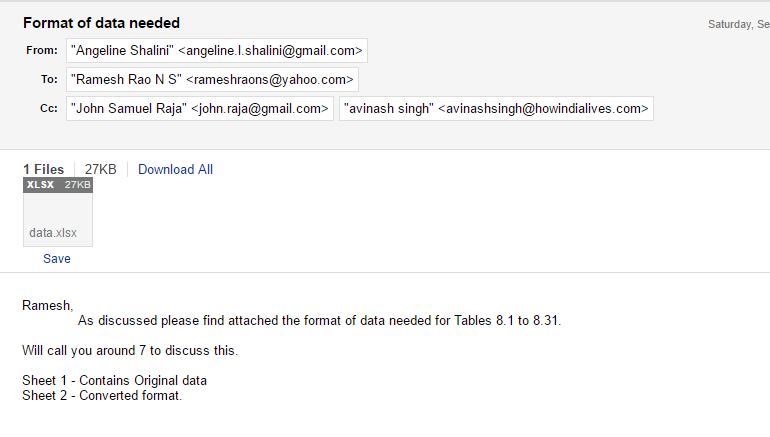 Format of data needed
Saturday, Se
From: "Angeline Shalini" <angeline.l.shalini@gmail.com>
To: "Ramesh Rao N S" <rameshraons@yahoo.com>
Cc: "John Samuel Raja" <john.raja@gmail.com> "avinash singh" <avinashsingh@howindialives.com>
1 Files 27KB Download All
XLSX 27KB
data.xlsx
Save
Ramesh,
As discussed please find attached the format of data needed for Tables 8.1 to 8.31.
Will call you around 7 to discuss this.
Sheet 1 - Contains Original data
Sheet 2 - Converted format.